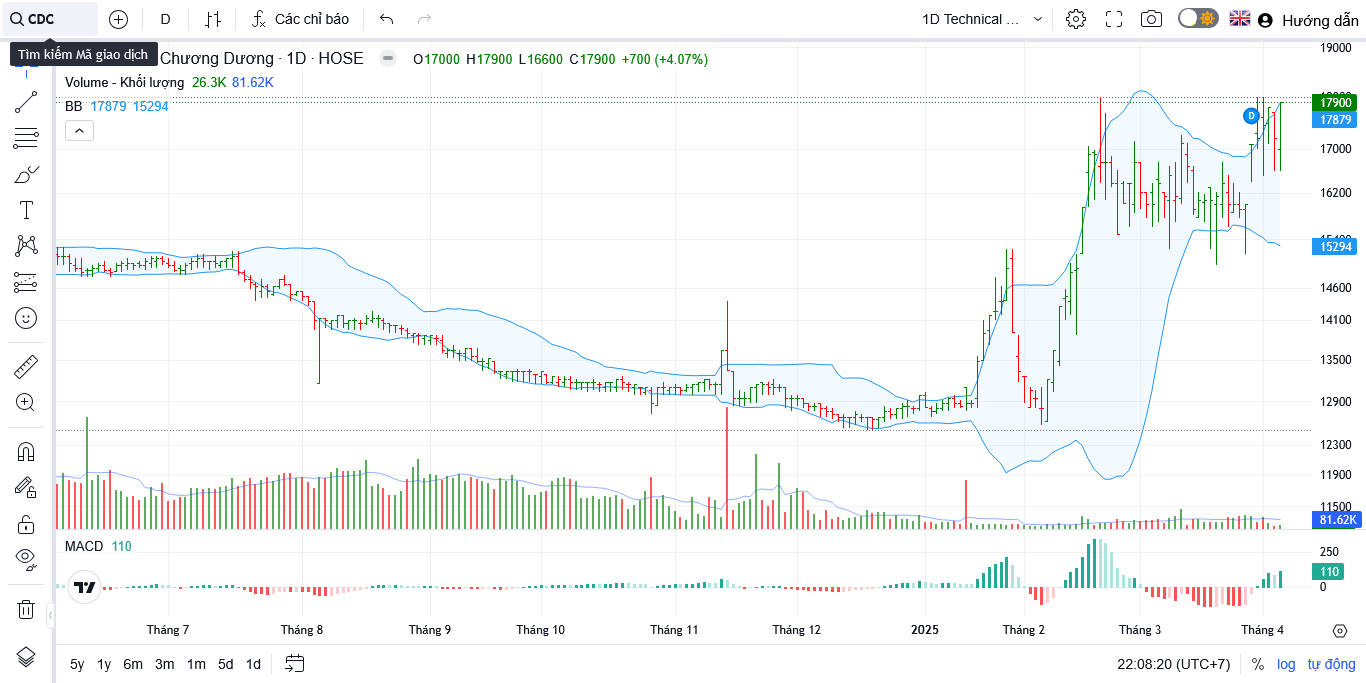 CDC
D
Các chỉ báo
1D Technical ...
Hướng dẫn
Tìm kiếm Mã giao dịch
Chương Dương · 1D · HOSE
O17000 H17900 L16600 C17900 +700 (+4.07%)
Volume - Khối lượng 26.3K 81.62K
BB 17879 15294
D
19000
17900
17879
17000
16200
15294
14600
14100
13500
12900
12300
11900
11500
81.62K
MACD 110
250
110
0
Tháng 7
Tháng 8
Tháng 9
Tháng 10
Tháng 11
Tháng 12
2025
Tháng 2
Tháng 3
Tháng 4
5y 1y 6m 3m 1m 5d 1d
22:08:20 (UTC+7)
% log tự động